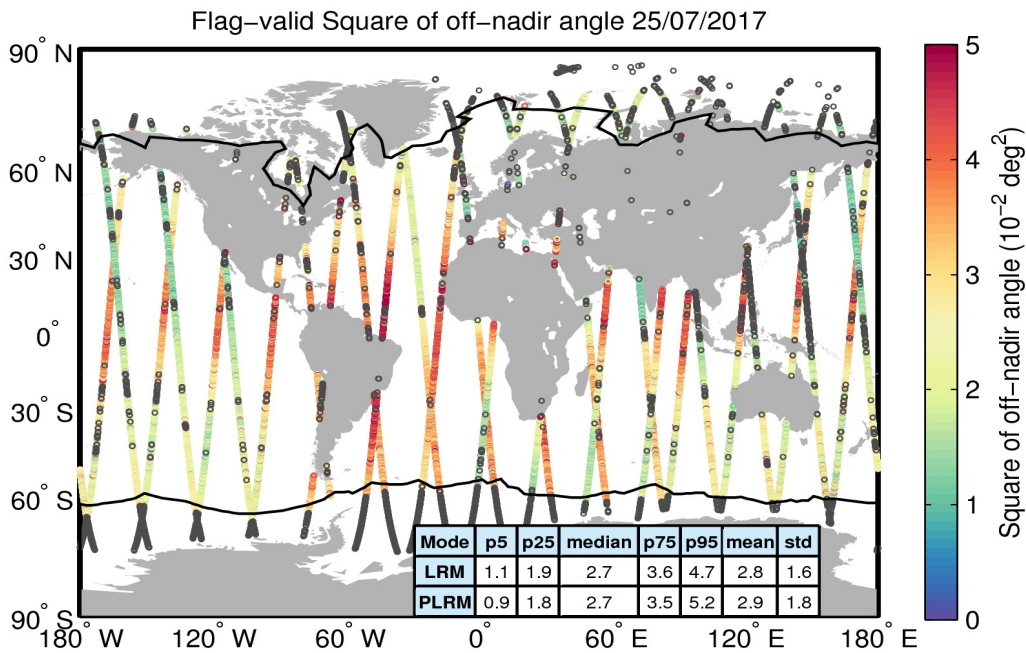 Flag−valid Square of off−nadir angle 25/07/2017
90° N
60° N
30° N
0°
30° S
60° S
90° S
180° W
120° W
60° W
0°
60° E
120° E
180° E
Mode p5 p25 median p75 p95 mean std
LRM 1.1 1.9 2.7 3.6 4.7 2.8 1.6
PLRM 0.9 1.8 2.7 3.5 5.2 2.9 1.8
5
4
3
2
1
0
Square of off−nadir angle (10⁻² deg²)